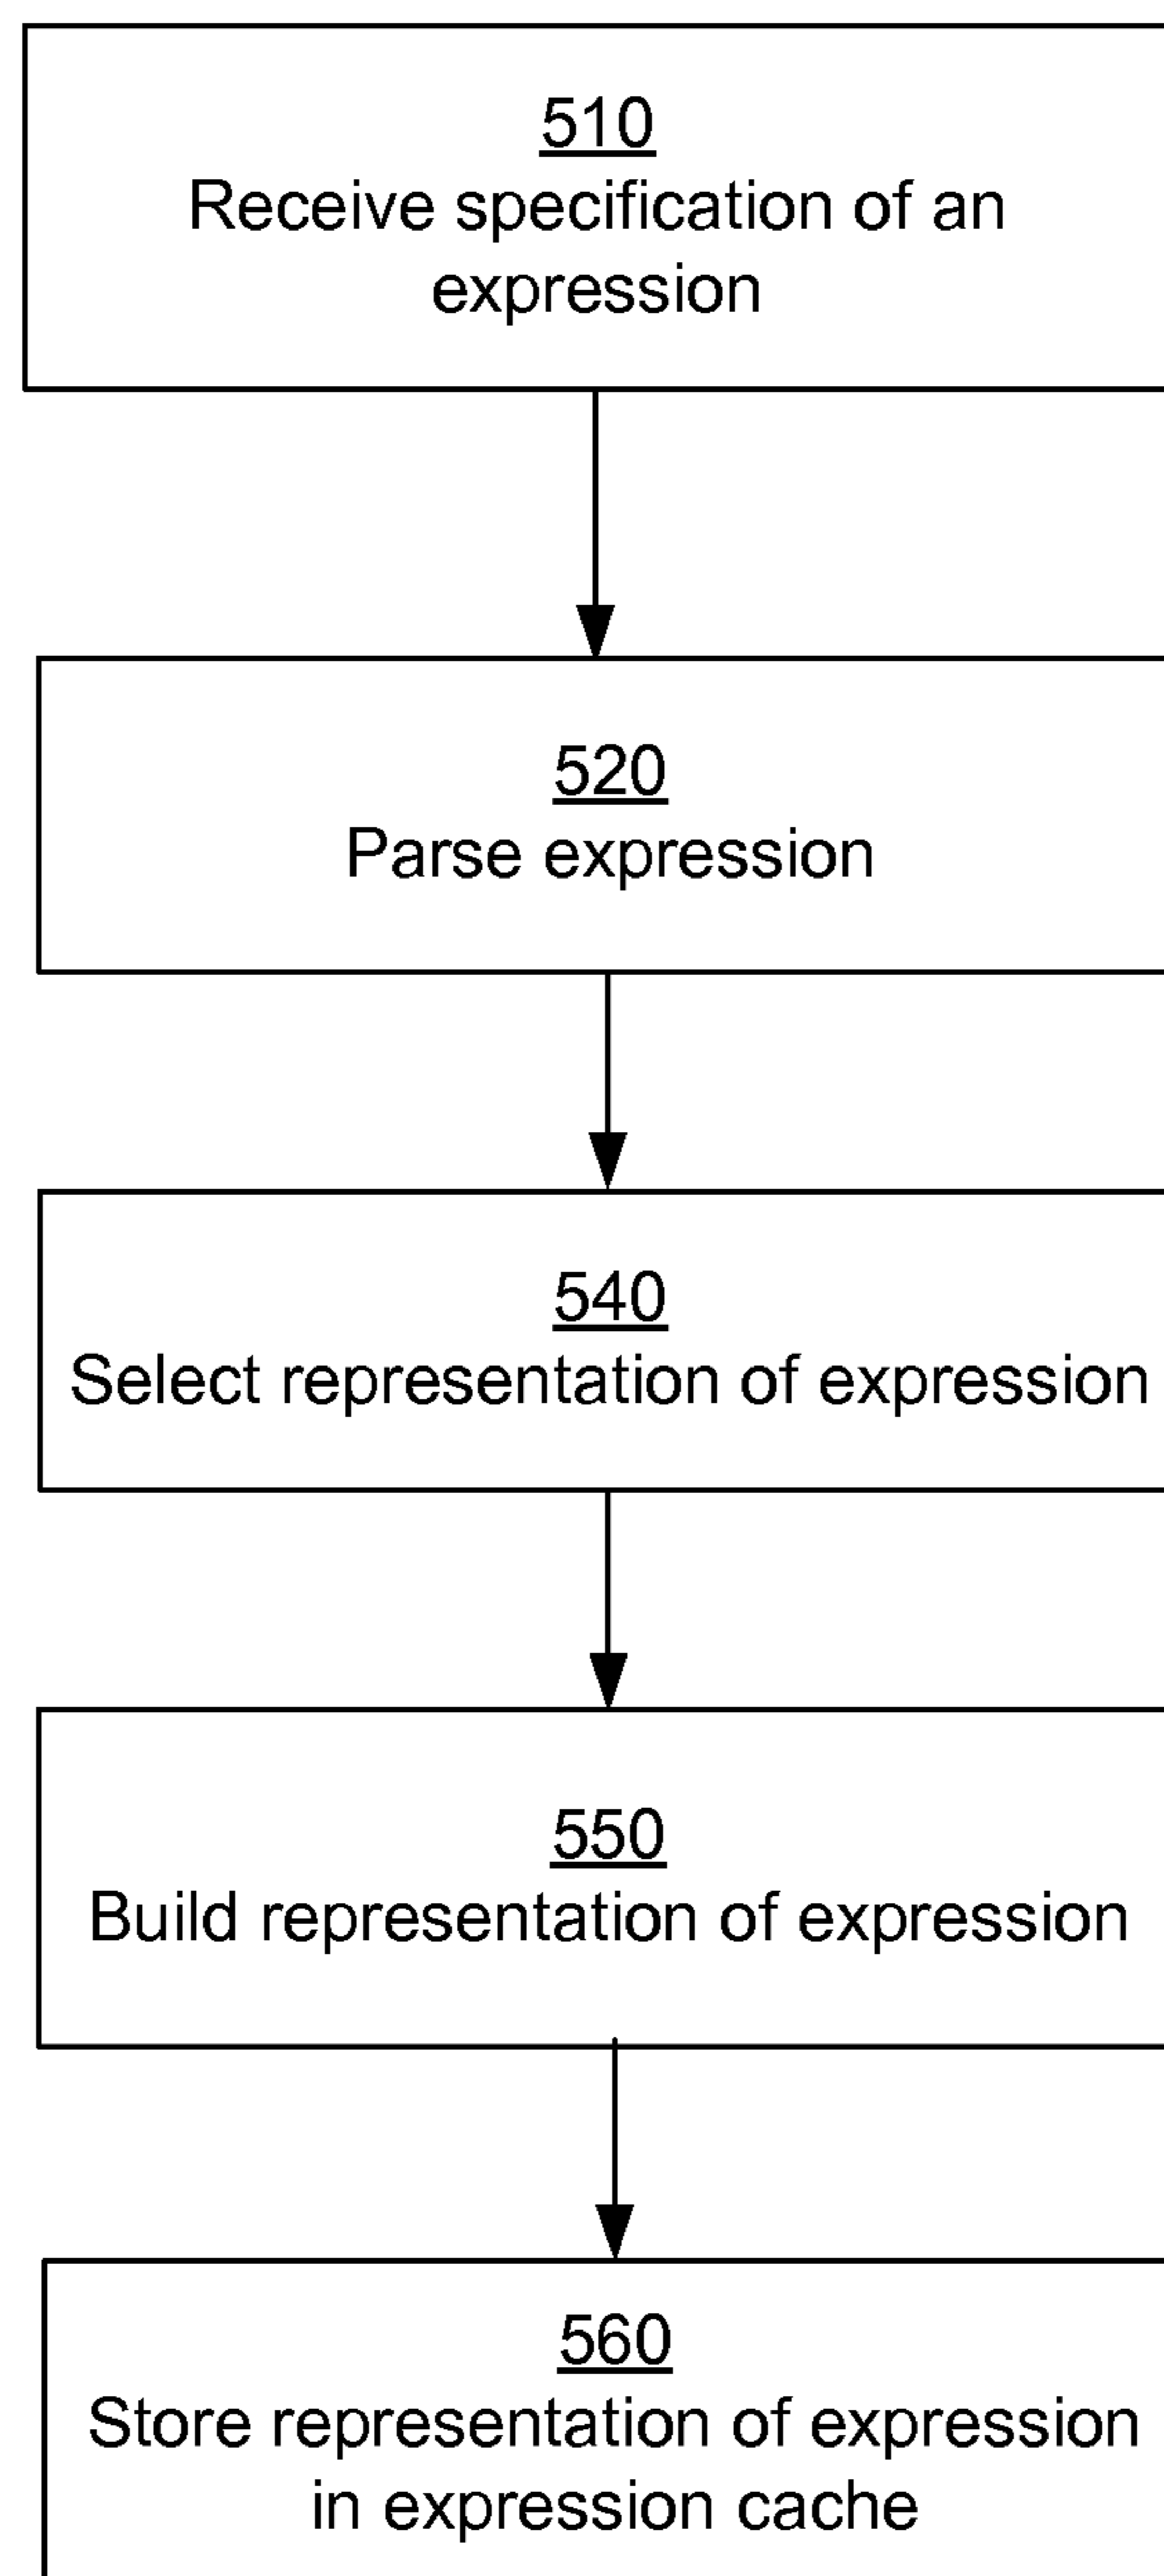 510
Receive specification of an
expression
520
Parse expression
540
Select representation of expression
550
Build representation of expression
560
Store representation of expression
in expression cache